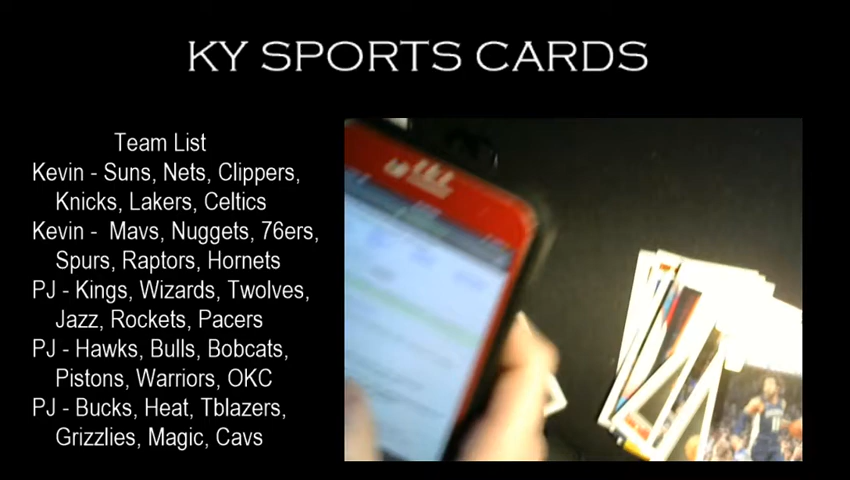 KY SPORTS CARDS
Team List
Kevin - Suns, Nets, Clippers,
Knicks, Lakers, Celtics
Kevin - Mavs, Nuggets, 76ers,
Spurs, Raptors, Hornets
PJ - Kings, Wizards, Twolves,
Jazz, Rockets, Pacers
PJ - Hawks, Bulls, Bobcats,
Pistons, Warriors, OKC
PJ - Bucks, Heat, Tblazers,
Grizzlies, Magic, Cavs